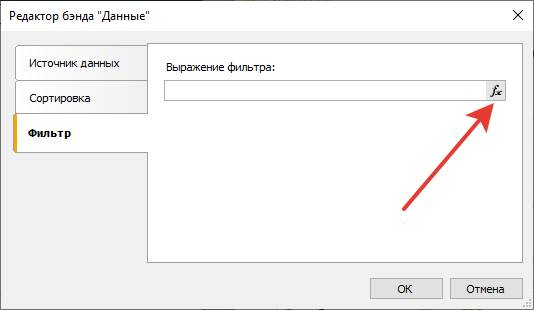 Редактор бэнда "Данные"
Источник данных
Сортировка
Фильтр
Выражение фильтра:
fx
OK
Отмена